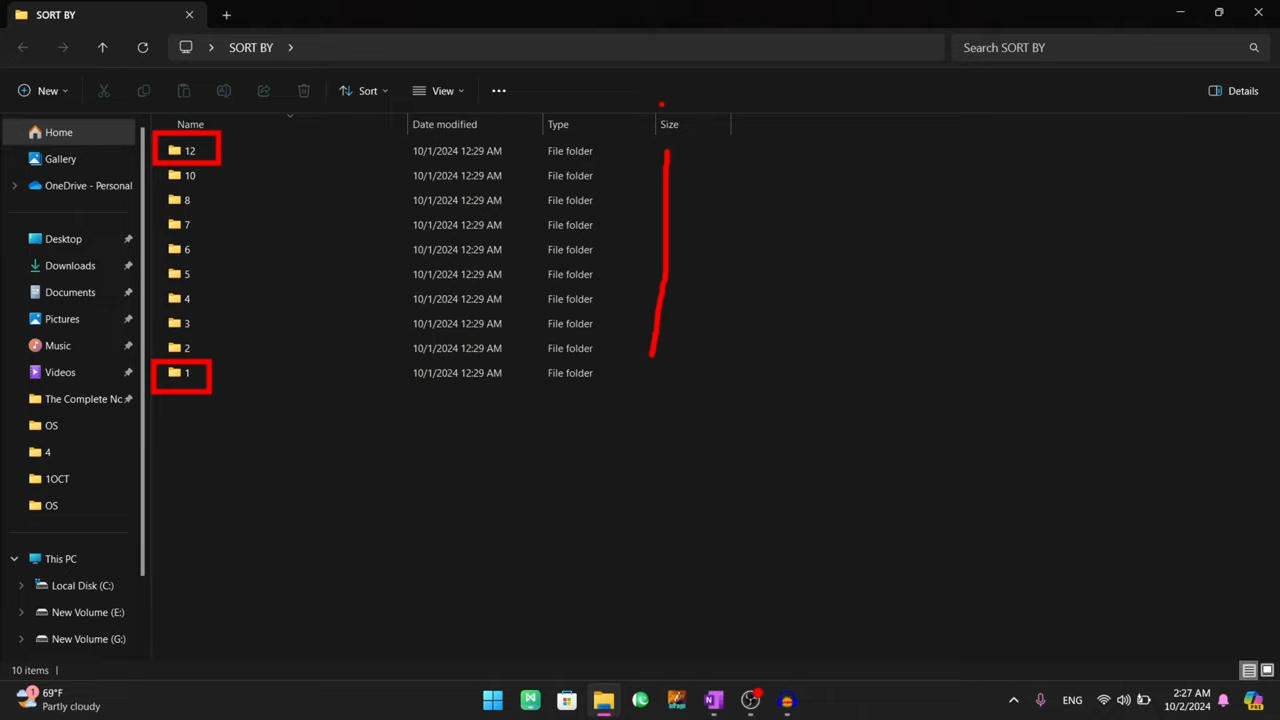 SORT BY
SORT BY
Search SORT BY
New
Sort
View
Details
Name Date modified Type Size
12 10/1/2024 12:29 AM File folder
10 10/1/2024 12:29 AM File folder
8 10/1/2024 12:29 AM File folder
7 10/1/2024 12:29 AM File folder
6 10/1/2024 12:29 AM File folder
5 10/1/2024 12:29 AM File folder
4 10/1/2024 12:29 AM File folder
3 10/1/2024 12:29 AM File folder
2 10/1/2024 12:29 AM File folder
1 10/1/2024 12:29 AM File folder
Home
Gallery
OneDrive - Personal
Desktop
Downloads
Documents
Pictures
Music
Videos
The Complete Nc
OS
4
1OCT
OS
This PC
Local Disk (C:)
New Volume (E:)
New Volume (G:)
10 items
1
69°F
Partly cloudy
ENG
2:27 AM
10/2/2024